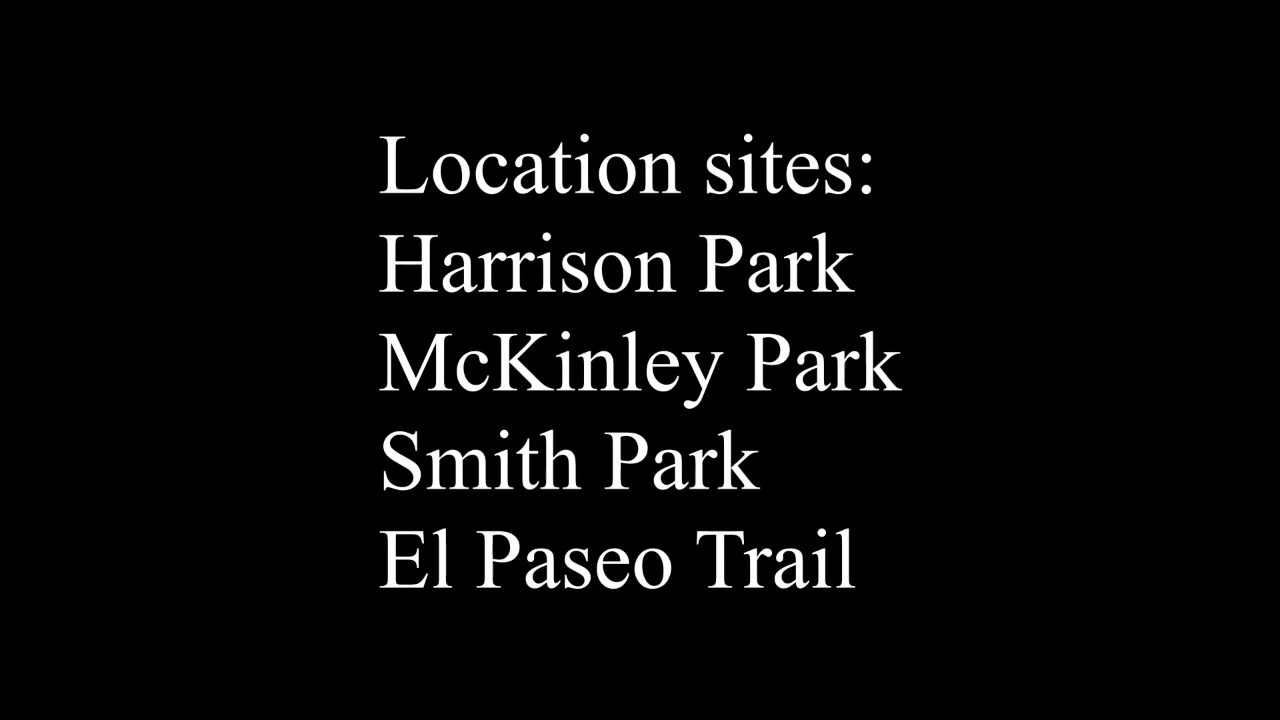 Location sites:
Harrison Park
McKinley Park
Smith Park
El Paseo Trail